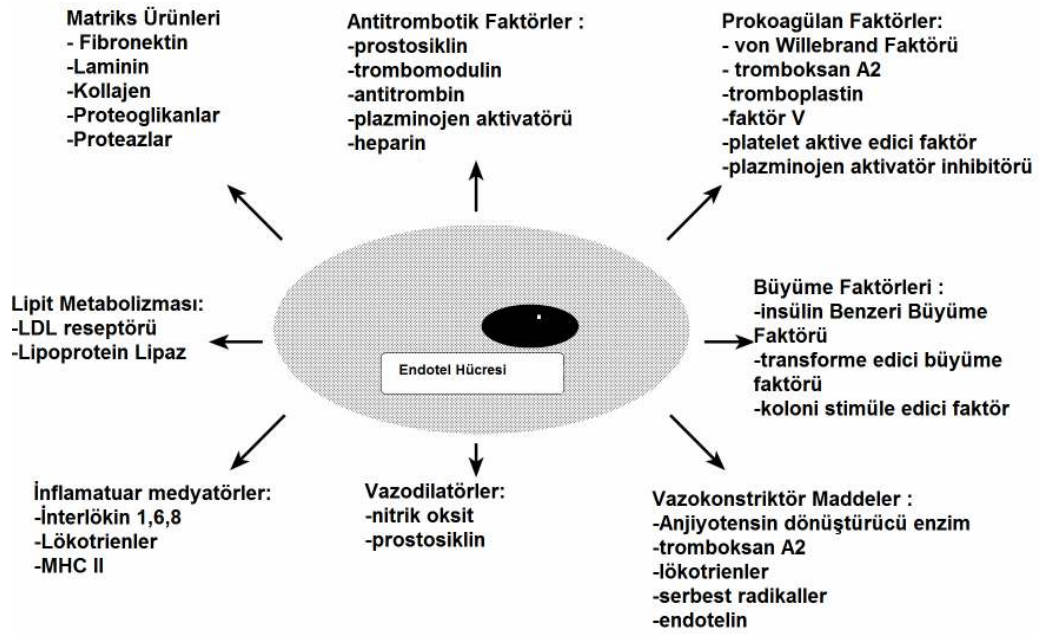 Matriks Ürünleri
- Fibronektin
-Laminin
-Kollajen
-Proteoglikanlar
-Proteazlar
Antitrombotik Faktörler :
-prostosiklin
-trombomodulin
-antitrombin
-plazminojen aktivatörü
-heparin
Prokoagülan Faktörler:
- von Willebrand Faktörü
- tromboksan A2
-tromboplastin
-faktör V
-platelet aktive edici faktör
-plazminojen aktivatör inhibitörü
Lipit Metabolizması:
-LDL reseptörü
-Lipoprotein Lipaz
Endotel Hücresi
Büyüme Faktörleri :
-insülin Benzeri Büyüme
Faktörü
-transforme edici büyüme
faktörü
-koloni stimüle edici faktör
İnflamatuar medyatörler:
-İnterlökin 1,6,8
-Lökotrienler
-MHC II
Vazodilatörler:
-nitrik oksit
-prostosiklin
Vazokonstriktör Maddeler :
-Anjiyotensin dönüştürücü enzim
-tromboksan A2
-lökotrienler
-serbest radikaller
-endotelin